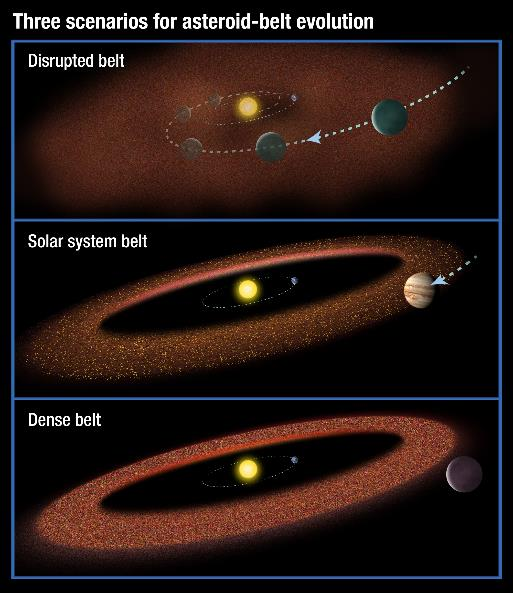 Three scenarios for asteroid-belt evolution
Disrupted belt
Solar system belt
Dense belt